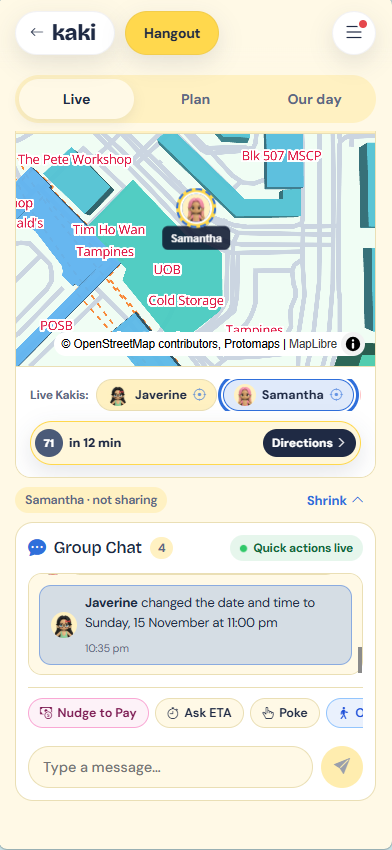 kaki
Hangout
Live
Plan
Our day
The Pete Workshop
Blk 507 MSCP
ald's
Tim Ho Wan
Tampines
Samantha
UOB
Cold Storage
POSB
Tampines
© OpenStreetMap contributors, Protomaps | MapLibre
Live Kakis:
Javerine
Samantha
71
in 12 min
Directions
Samantha · not sharing
Shrink
Group Chat
4
Quick actions live
Javerine changed the date and time to
Sunday, 15 November at 11:00 pm
10:35 pm
Nudge to Pay
Ask ETA
Poke
Type a message...